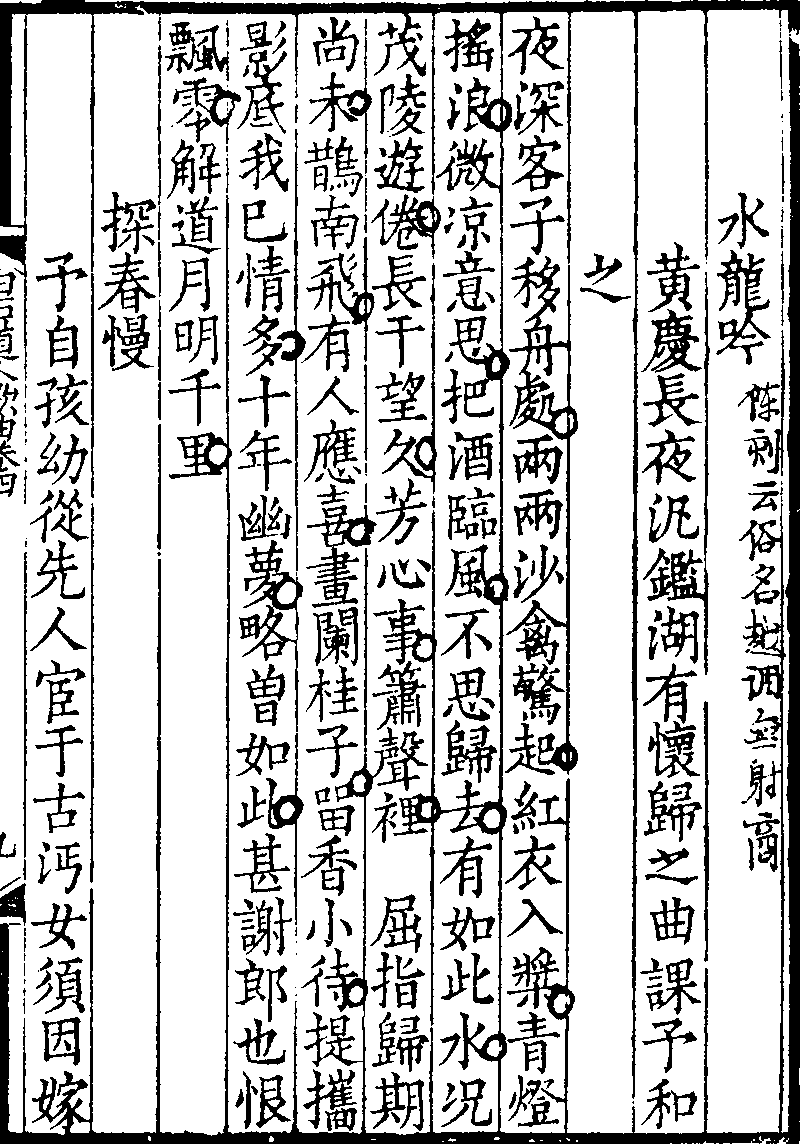 水龍吟 陈刻云俗名越调無射商
黃慶長夜汎鑑湖有懷歸之曲課予和
之
夜深客子移舟處兩兩沙禽驚起紅衣入槳青燈
搖浪微凉意思把酒臨風不思歸去有如此水况
茂陵遊倦長干望久芳心事簫聲裡　屈指歸期
尚未鵲南飛有人應喜畫闌桂子留香小待提攜
影底我已情多十年幽夢略曾如此甚謝郎也恨
飄零解道月明千里
探春慢
予自孩幼從先人宦于古沔女須因嫁